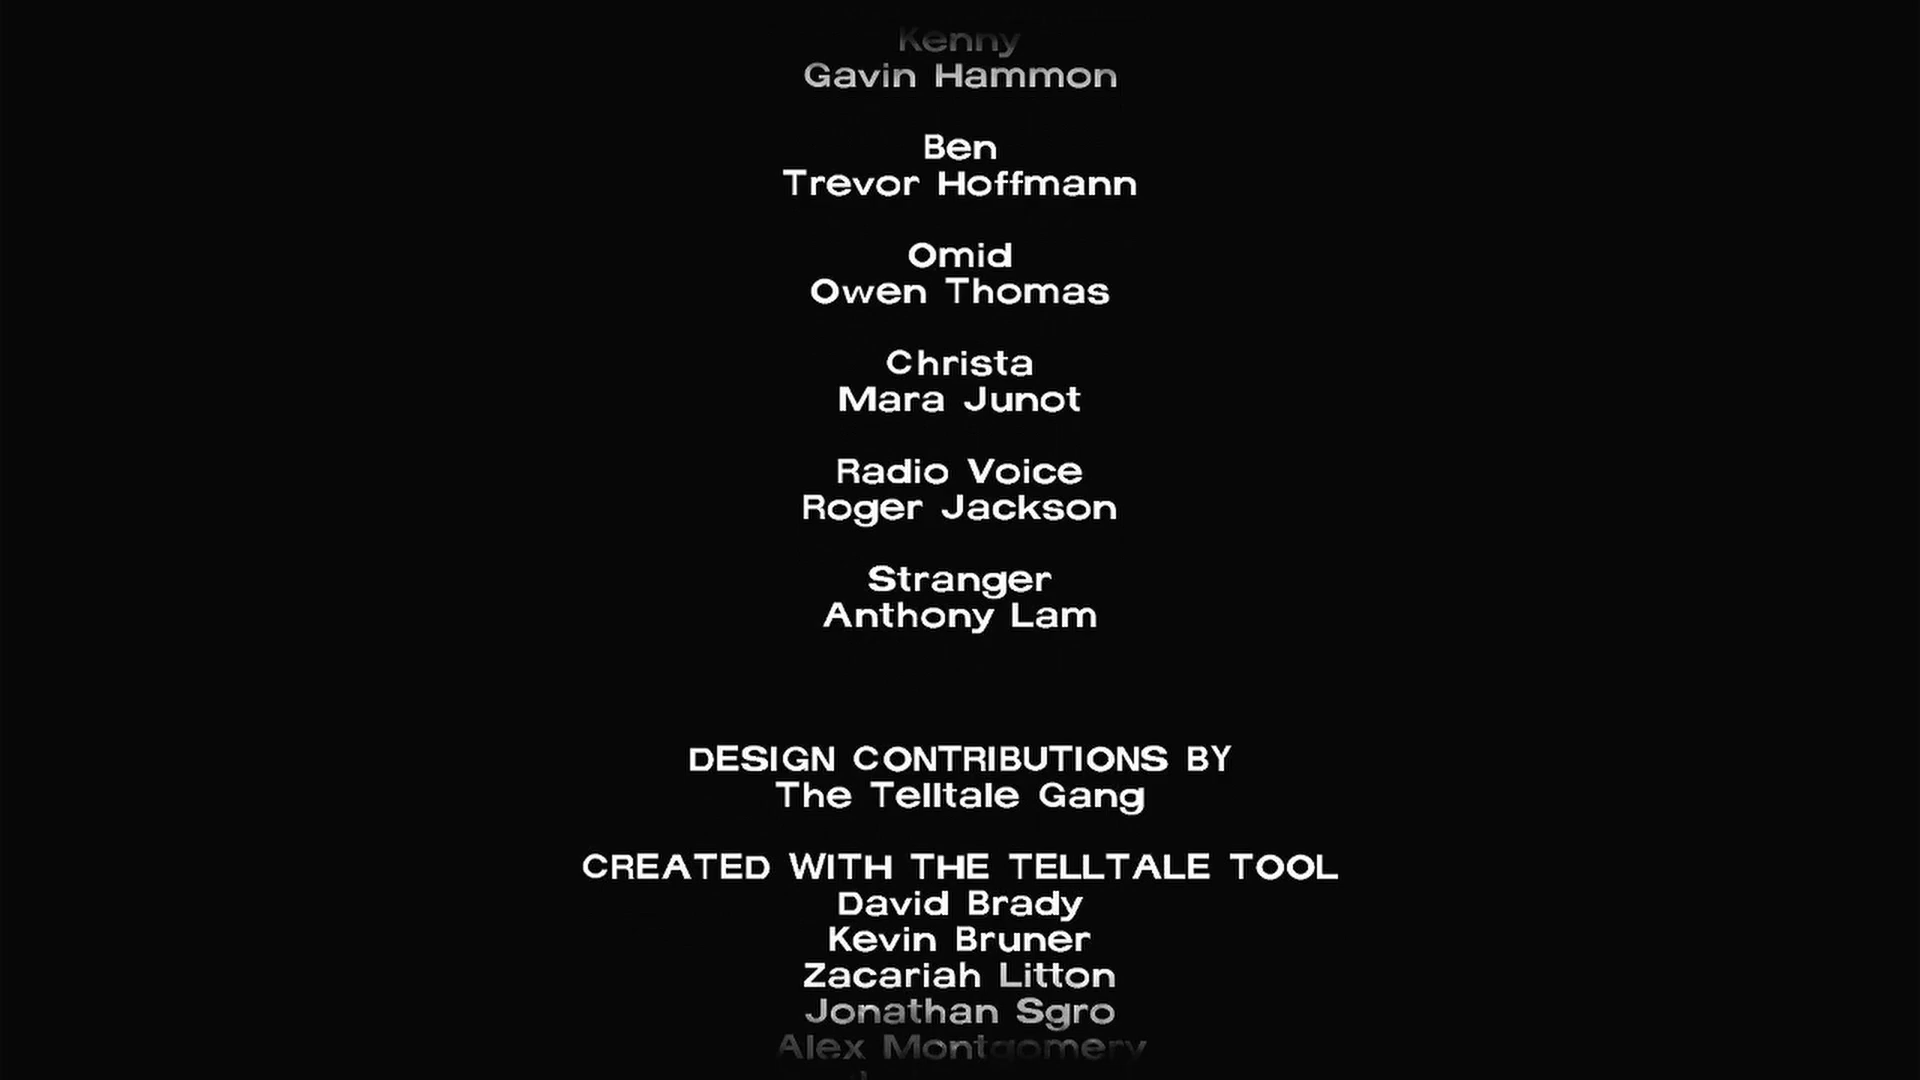 Kenny
Gavin Hammon
Ben
Trevor Hoffmann
Omid
Owen Thomas
Christa
Mara Junot
Radio Voice
Roger Jackson
Stranger
Anthony Lam
DESIGN CONTRIBUTIONS BY
The Telltale Gang
CREATED WITH THE TELLTALE TOOL
David Brady
Kevin Bruner
Zacariah Litton
Jonathan Sgro
Alex Montgomery